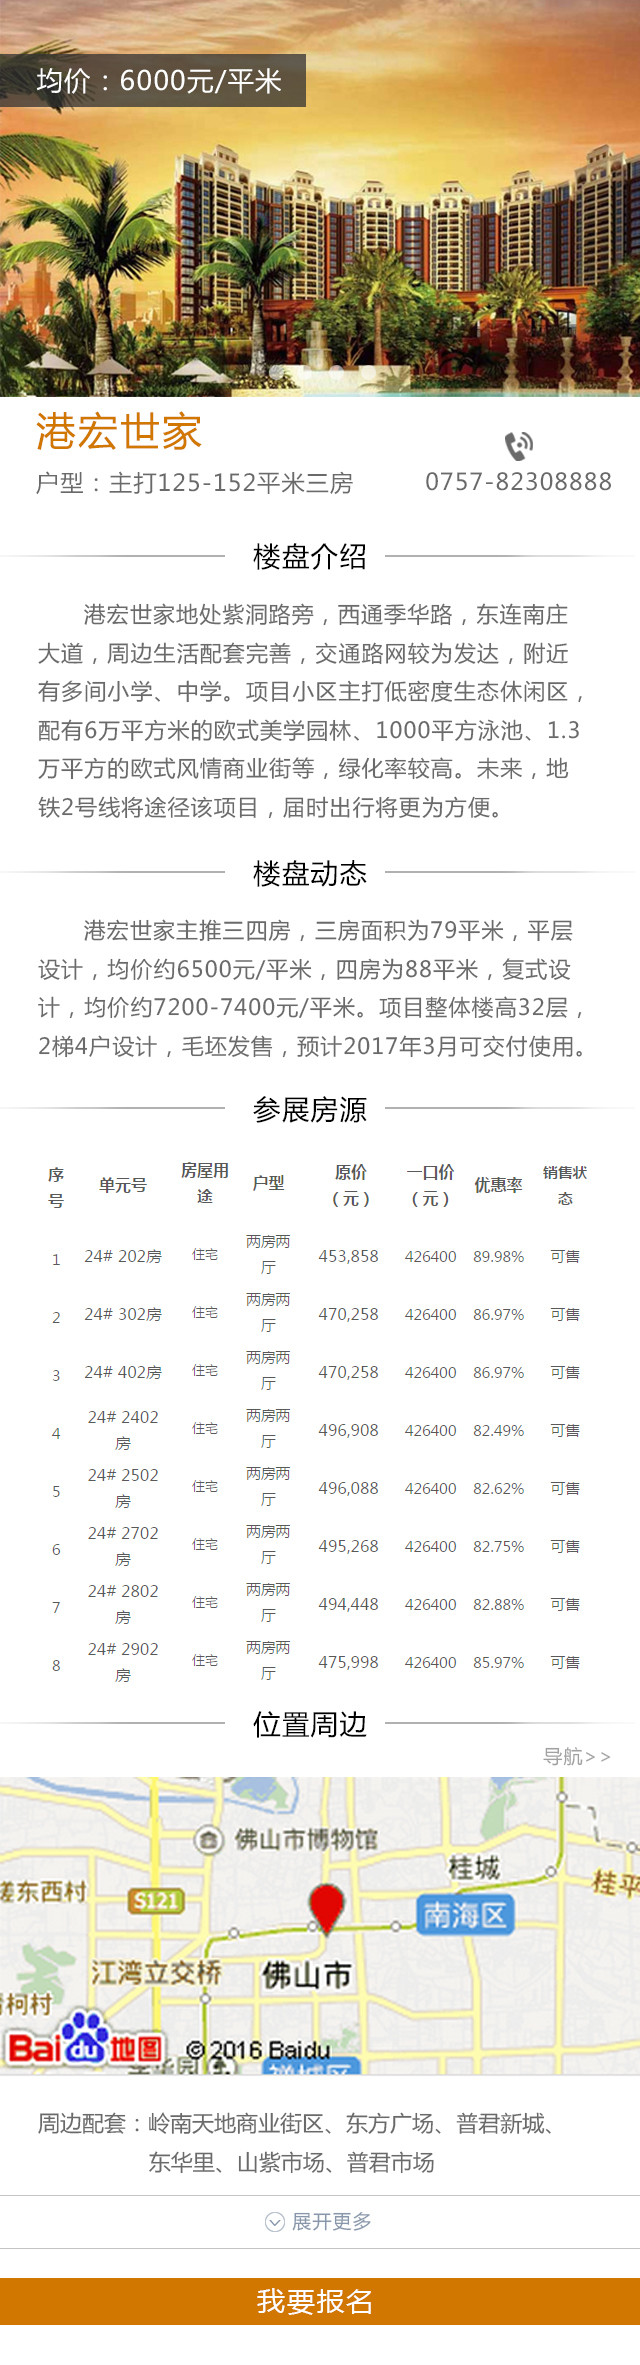 均价：6000元/平米
港宏世家
户型：主打125-152平米三房
0757-82308888
楼盘介绍
港宏世家地处紫洞路旁，西通季华路，东连南庄
大道，周边生活配套完善，交通路网较为发达，附近
有多间小学、中学。项目小区主打低密度生态休闲区，
配有6万平方米的欧式美学园林、1000平方泳池、1.3
万平方的欧式风情商业街等，绿化率较高。未来，地
铁2号线将途径该项目，届时出行将更为方便。
楼盘动态
港宏世家主推三四房，三房面积为79平米，平层
设计，均价约6500元/平米，四房为88平米，复式设
计，均价约7200-7400元/平米。项目整体楼高32层，
2梯4户设计，毛坯发售，预计2017年3月可交付使用。
参展房源
序号 单元号 房屋用途 户型 原价（元） 一口价（元） 优惠率 销售状态
1 24# 202房 住宅 两房两厅 453,858 426400 89.98% 可售
2 24# 302房 住宅 两房两厅 470,258 426400 86.97% 可售
3 24# 402房 住宅 两房两厅 470,258 426400 86.97% 可售
4 24# 2402房 住宅 两房两厅 496,908 426400 82.49% 可售
5 24# 2502房 住宅 两房两厅 496,088 426400 82.62% 可售
6 24# 2702房 住宅 两房两厅 495,268 426400 82.75% 可售
7 24# 2802房 住宅 两房两厅 494,448 426400 82.88% 可售
8 24# 2902房 住宅 两房两厅 475,998 426400 85.97% 可售
位置周边
导航>>
佛山市博物馆
桂城
桂平
东西村
S121
南海区
江湾立交桥
佛山市
柯村
Bai du 地图
© 2016 Baidu
周边配套：岭南天地商业街区、东方广场、普君新城、
东华里、山紫市场、普君市场
展开更多
我要报名